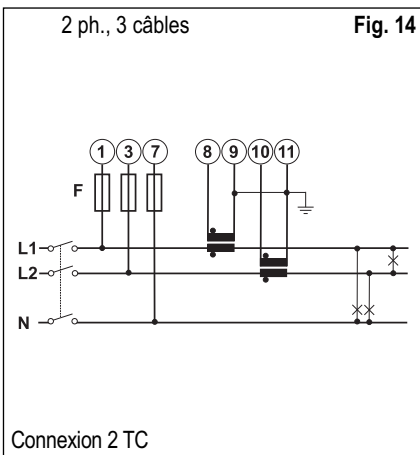 2 ph., 3 câbles Fig. 14
1 3 7 8 9 10 11
F
L1
L2
N
Connexion 2 TC